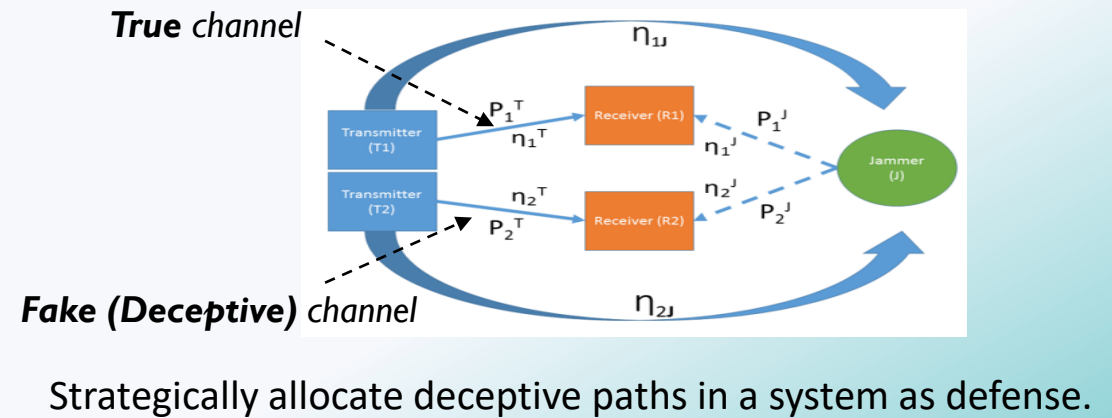 True channel
η₁ⱼ
P₁ᵀ
Receiver (R1)
P₁ᴶ
Transmitter
(T1)
η₁ᵀ
η₁ᴶ
Jammer
(J)
Transmitter
(T2)
η₂ᵀ
η₂ᴶ
P₂ᵀ
Receiver (R2)
P₂ᴶ
Fake (Deceptive) channel
η₂ⱼ
Strategically allocate deceptive paths in a system as defense.